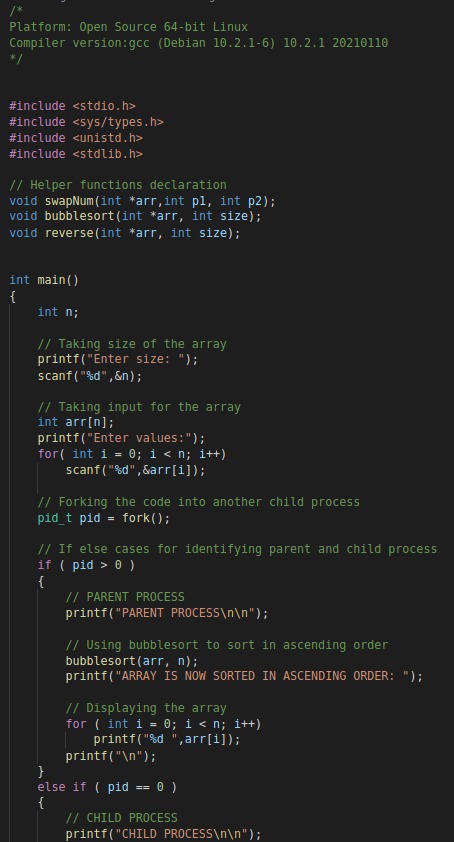 /*
Platform: Open Source 64-bit Linux
Compiler version:gcc (Debian 10.2.1-6) 10.2.1 20210110
*/
#include <stdio.h>
#include <sys/types.h>
#include <unistd.h>
#include <stdlib.h>
// Helper functions declaration
void swapNum(int *arr,int p1, int p2);
void bubblesort(int *arr, int size);
void reverse(int *arr, int size);
int main()
{
    int n;
    // Taking size of the array
    printf("Enter size: ");
    scanf("%d",&n);
    // Taking input for the array
    int arr[n];
    printf("Enter values:");
    for( int i = 0; i < n; i++)
        scanf("%d",&arr[i]);
    // Forking the code into another child process
    pid_t pid = fork();
    // If else cases for identifying parent and child process
    if ( pid > 0 )
    {
        // PARENT PROCESS
        printf("PARENT PROCESS\n\n");
        // Using bubblesort to sort in ascending order
        bubblesort(arr, n);
        printf("ARRAY IS NOW SORTED IN ASCENDING ORDER: ");
        // Displaying the array
        for ( int i = 0; i < n; i++)
            printf("%d ",arr[i]);
        printf("\n");
    }
    else if ( pid == 0 )
    {
        // CHILD PROCESS
        printf("CHILD PROCESS\n\n");